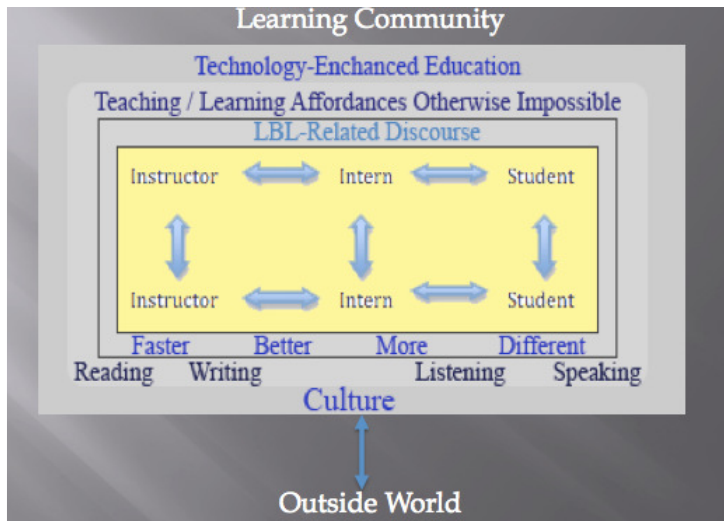 Learning Community
Technology-Enchanced Education
Teaching / Learning Affordances Otherwise Impossible
LBL-Related Discourse
Instructor Intern Student
Instructor Intern Student
Faster Better More Different
Reading Writing Listening Speaking
Culture
Outside World